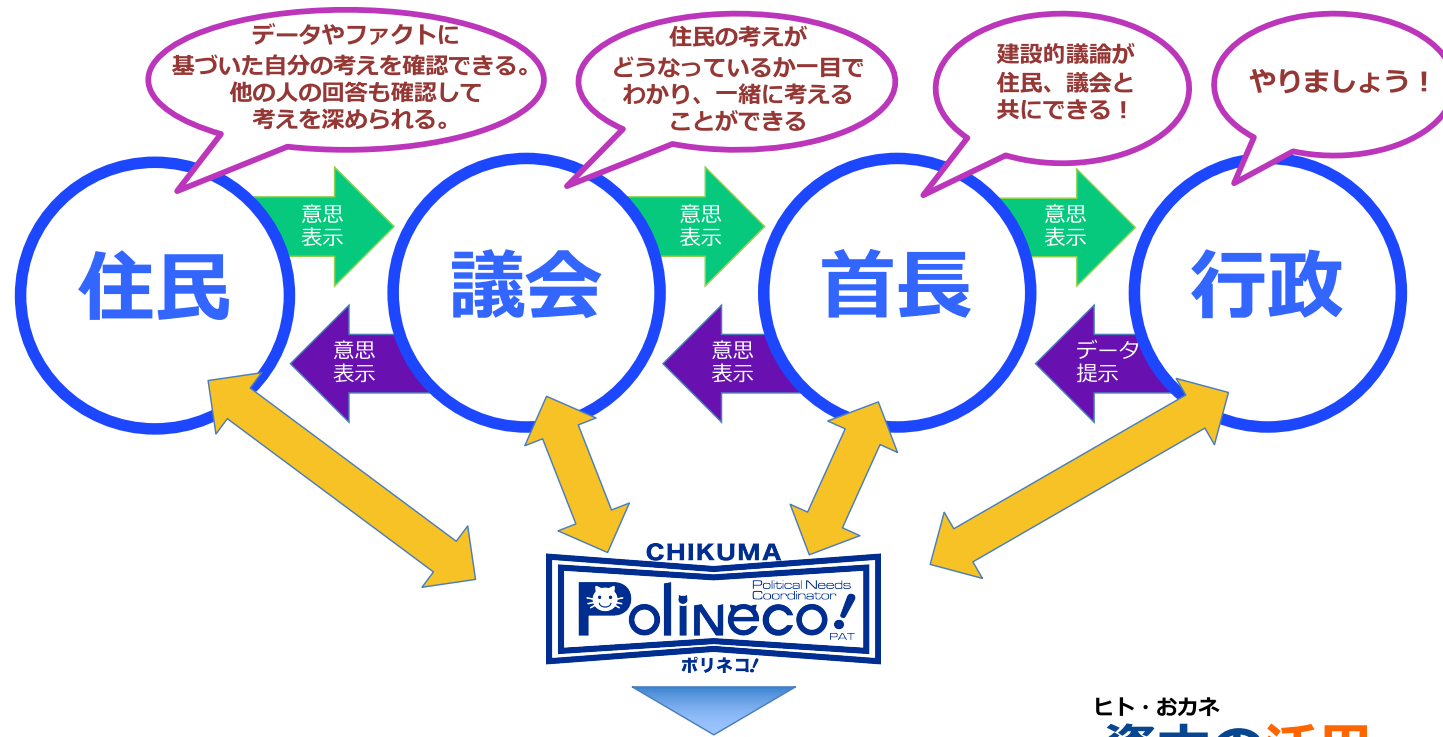 データやファクトに
基づいた自分の考えを確認できる。
他の人の回答も確認して
考えを深められる。
住民の考えが
どうなっているか一目で
わかり、一緒に考える
ことができる
建設的議論が
住民、議会と
共にできる！
やりましょう！
意思
表示
意思
表示
意思
表示
住民
議会
首長
行政
意思
表示
意思
表示
データ
提示
CHIKUMA
Political Needs
Coordinator
Polineco!
PAT
ポリネコ!
ヒト・おカネ
資本の活用